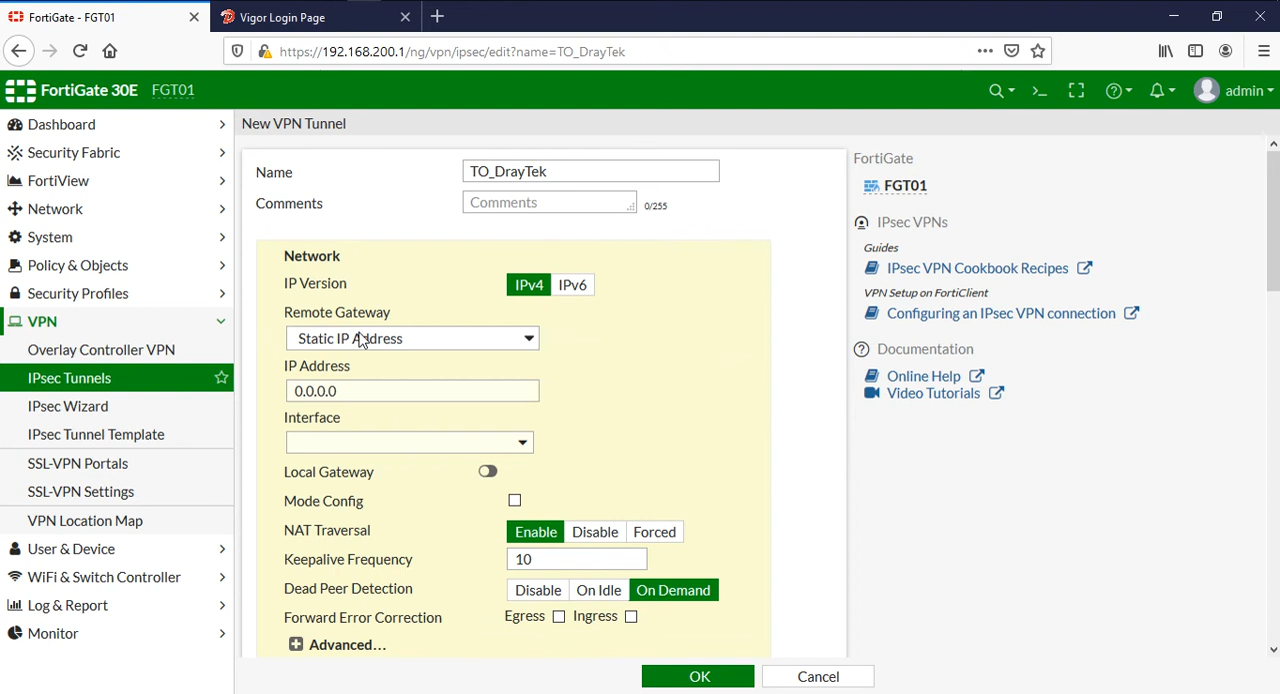 FortiGate - FGT01
Vigor Login Page
https://192.168.200.1/ng/vpn/ipsec/edit?name=TO_DrayTek
FortiGate 30E FGT01
admin
Dashboard
Security Fabric
FortiView
Network
System
Policy & Objects
Security Profiles
VPN
Overlay Controller VPN
IPsec Tunnels
IPsec Wizard
IPsec Tunnel Template
SSL-VPN Portals
SSL-VPN Settings
VPN Location Map
User & Device
WiFi & Switch Controller
Log & Report
Monitor
New VPN Tunnel
Name TO_DrayTek
Comments Comments 0/255
Network
IP Version IPv4 IPv6
Remote Gateway
Static IP Address
IP Address
0.0.0.0
Interface
Local Gateway
Mode Config
NAT Traversal Enable Disable Forced
Keepalive Frequency 10
Dead Peer Detection Disable On Idle On Demand
Forward Error Correction Egress Ingress
Advanced...
OK Cancel
FortiGate
FGT01
IPsec VPNs
Guides
IPsec VPN Cookbook Recipes
VPN Setup on FortiClient
Configuring an IPsec VPN connection
Documentation
Online Help
Video Tutorials